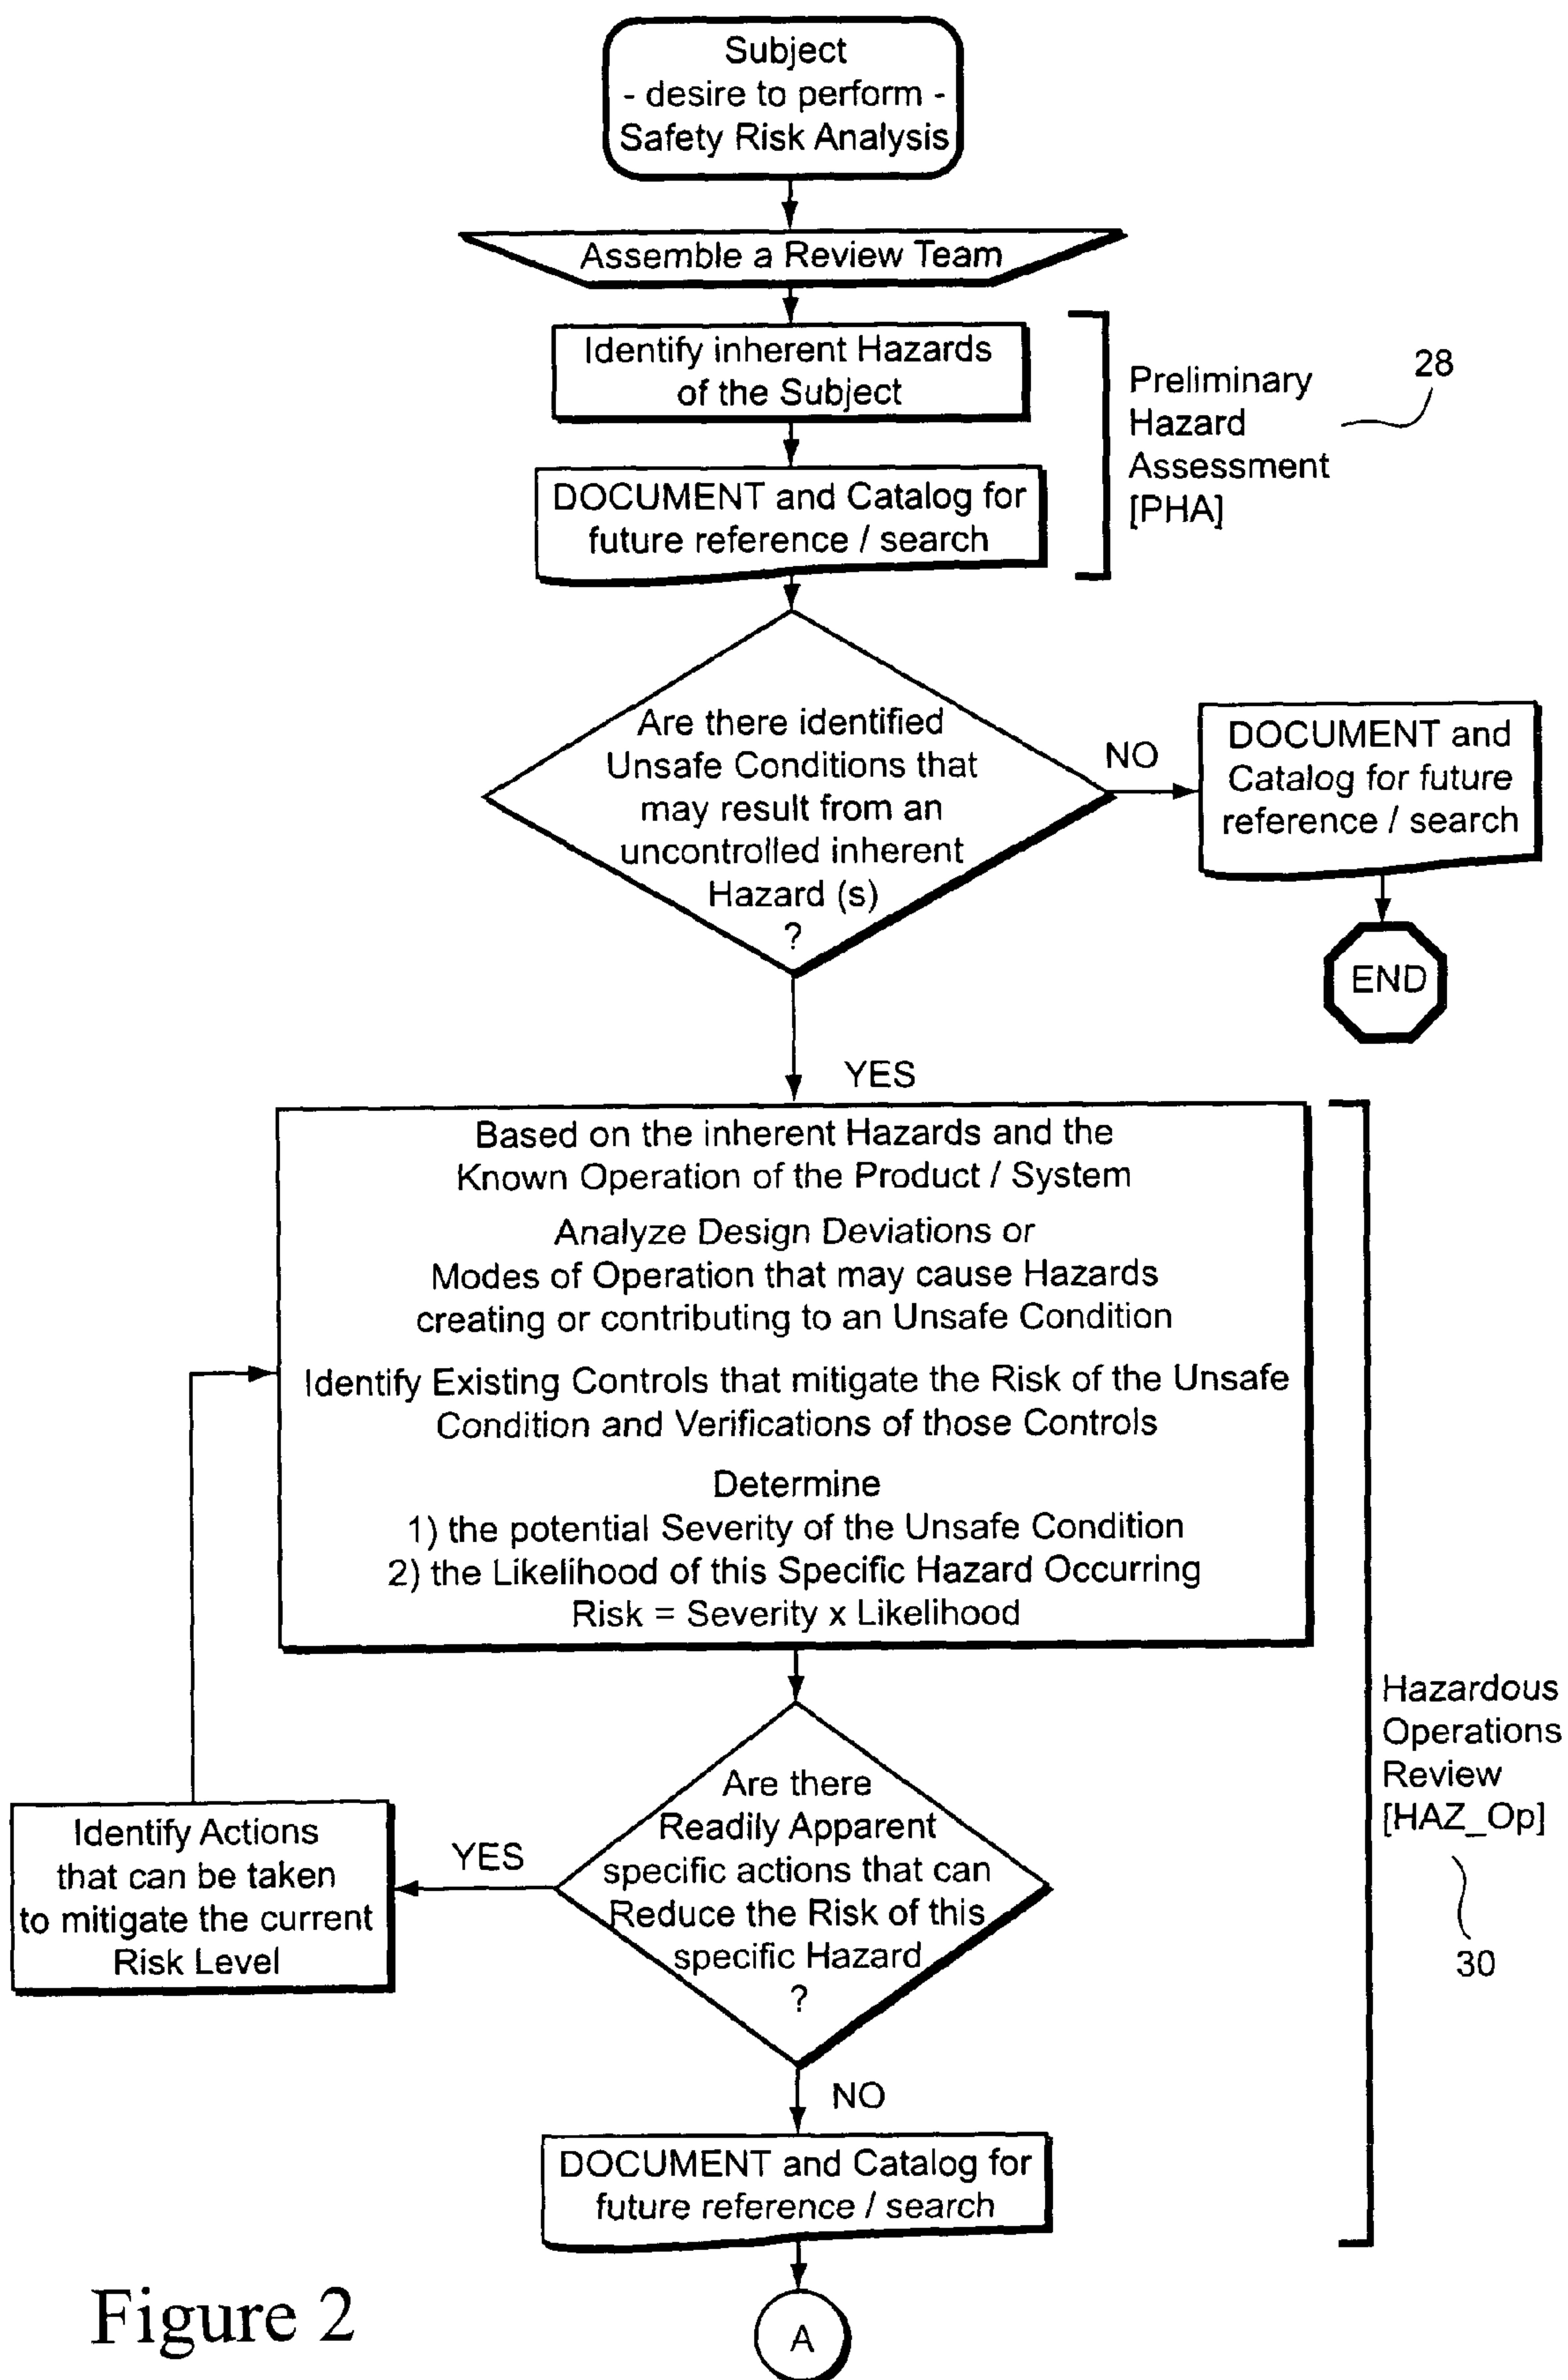 Subject
- desire to perform -
Safety Risk Analysis
Assemble a Review Team
Identify inherent Hazards
of the Subject
DOCUMENT and Catalog for
future reference / search
Preliminary
Hazard
Assessment
[PHA]
28
Are there identified
Unsafe Conditions that
may result from an
uncontrolled inherent
Hazard (s)
?
NO
DOCUMENT and
Catalog for future
reference / search
END
YES
Based on the inherent Hazards and the
Known Operation of the Product / System
Analyze Design Deviations or
Modes of Operation that may cause Hazards
creating or contributing to an Unsafe Condition
Identify Existing Controls that mitigate the Risk of the Unsafe
Condition and Verifications of those Controls
Determine
1) the potential Severity of the Unsafe Condition
2) the Likelihood of this Specific Hazard Occurring
Risk = Severity x Likelihood
Hazardous
Operations
Review
[HAZ_Op]
30
Are there
Readily Apparent
specific actions that can
Reduce the Risk of this
specific Hazard
?
YES
Identify Actions
that can be taken
to mitigate the current
Risk Level
NO
DOCUMENT and Catalog for
future reference / search
A
Figure 2